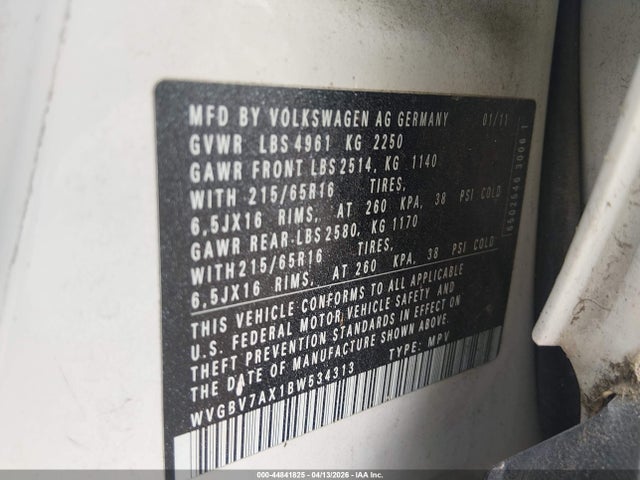 MFD BY VOLKSWAGEN AG GERMANY 01/11
GVWR LBS 4961 KG 2250
GAWR FRONT LBS 2514, KG 1140
WITH 215/65R16 TIRES,
6,5JX16 RIMS, AT 260 KPA, 38 PSI COLD
GAWR REAR LBS 2580, KG 1170
WITH 215/65R16 TIRES,
6,5JX16 RIMS, AT 260 KPA, 38 PSI COLD
THIS VEHICLE CONFORMS TO ALL APPLICABLE
U.S. FEDERAL MOTOR VEHICLE SAFETY AND
THEFT PREVENTION STANDARDS IN EFFECT ON
THE DATE OF MANUFACTURE SHOWN ABOVE.
WVGBV7AX1BW534313 TYPE: MPV
000-44841825 - 04/13/2026 - IAA Inc.